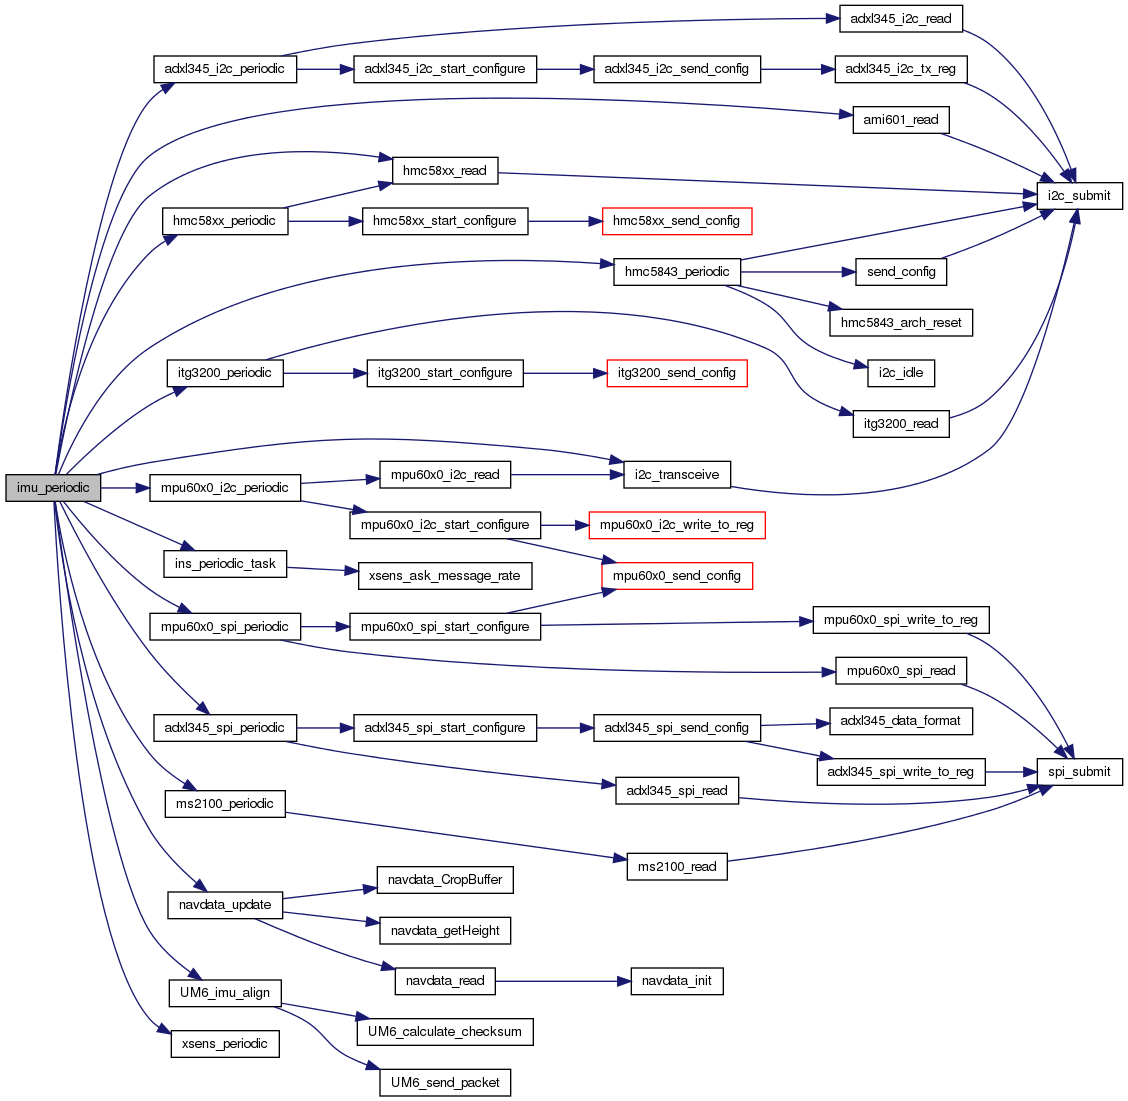 adxl345_i2c_read
adxl345_i2c_periodic
adxl345_i2c_start_configure
adxl345_i2c_send_config
adxl345_i2c_tx_reg
ami601_read
hmc58xx_read
i2c_submit
hmc58xx_periodic
hmc58xx_start_configure
hmc58xx_send_config
hmc5843_periodic
send_config
hmc5843_arch_reset
itg3200_periodic
itg3200_start_configure
itg3200_send_config
i2c_idle
itg3200_read
imu_periodic
mpu60x0_i2c_periodic
mpu60x0_i2c_read
i2c_transceive
mpu60x0_i2c_start_configure
mpu60x0_i2c_write_to_reg
ins_periodic_task
xsens_ask_message_rate
mpu60x0_send_config
mpu60x0_spi_periodic
mpu60x0_spi_start_configure
mpu60x0_spi_write_to_reg
mpu60x0_spi_read
adxl345_spi_periodic
adxl345_spi_start_configure
adxl345_spi_send_config
adxl345_data_format
adxl345_spi_write_to_reg
spi_submit
ms2100_periodic
adxl345_spi_read
ms2100_read
navdata_update
navdata_CropBuffer
navdata_getHeight
navdata_read
navdata_init
UM6_imu_align
UM6_calculate_checksum
xsens_periodic
UM6_send_packet